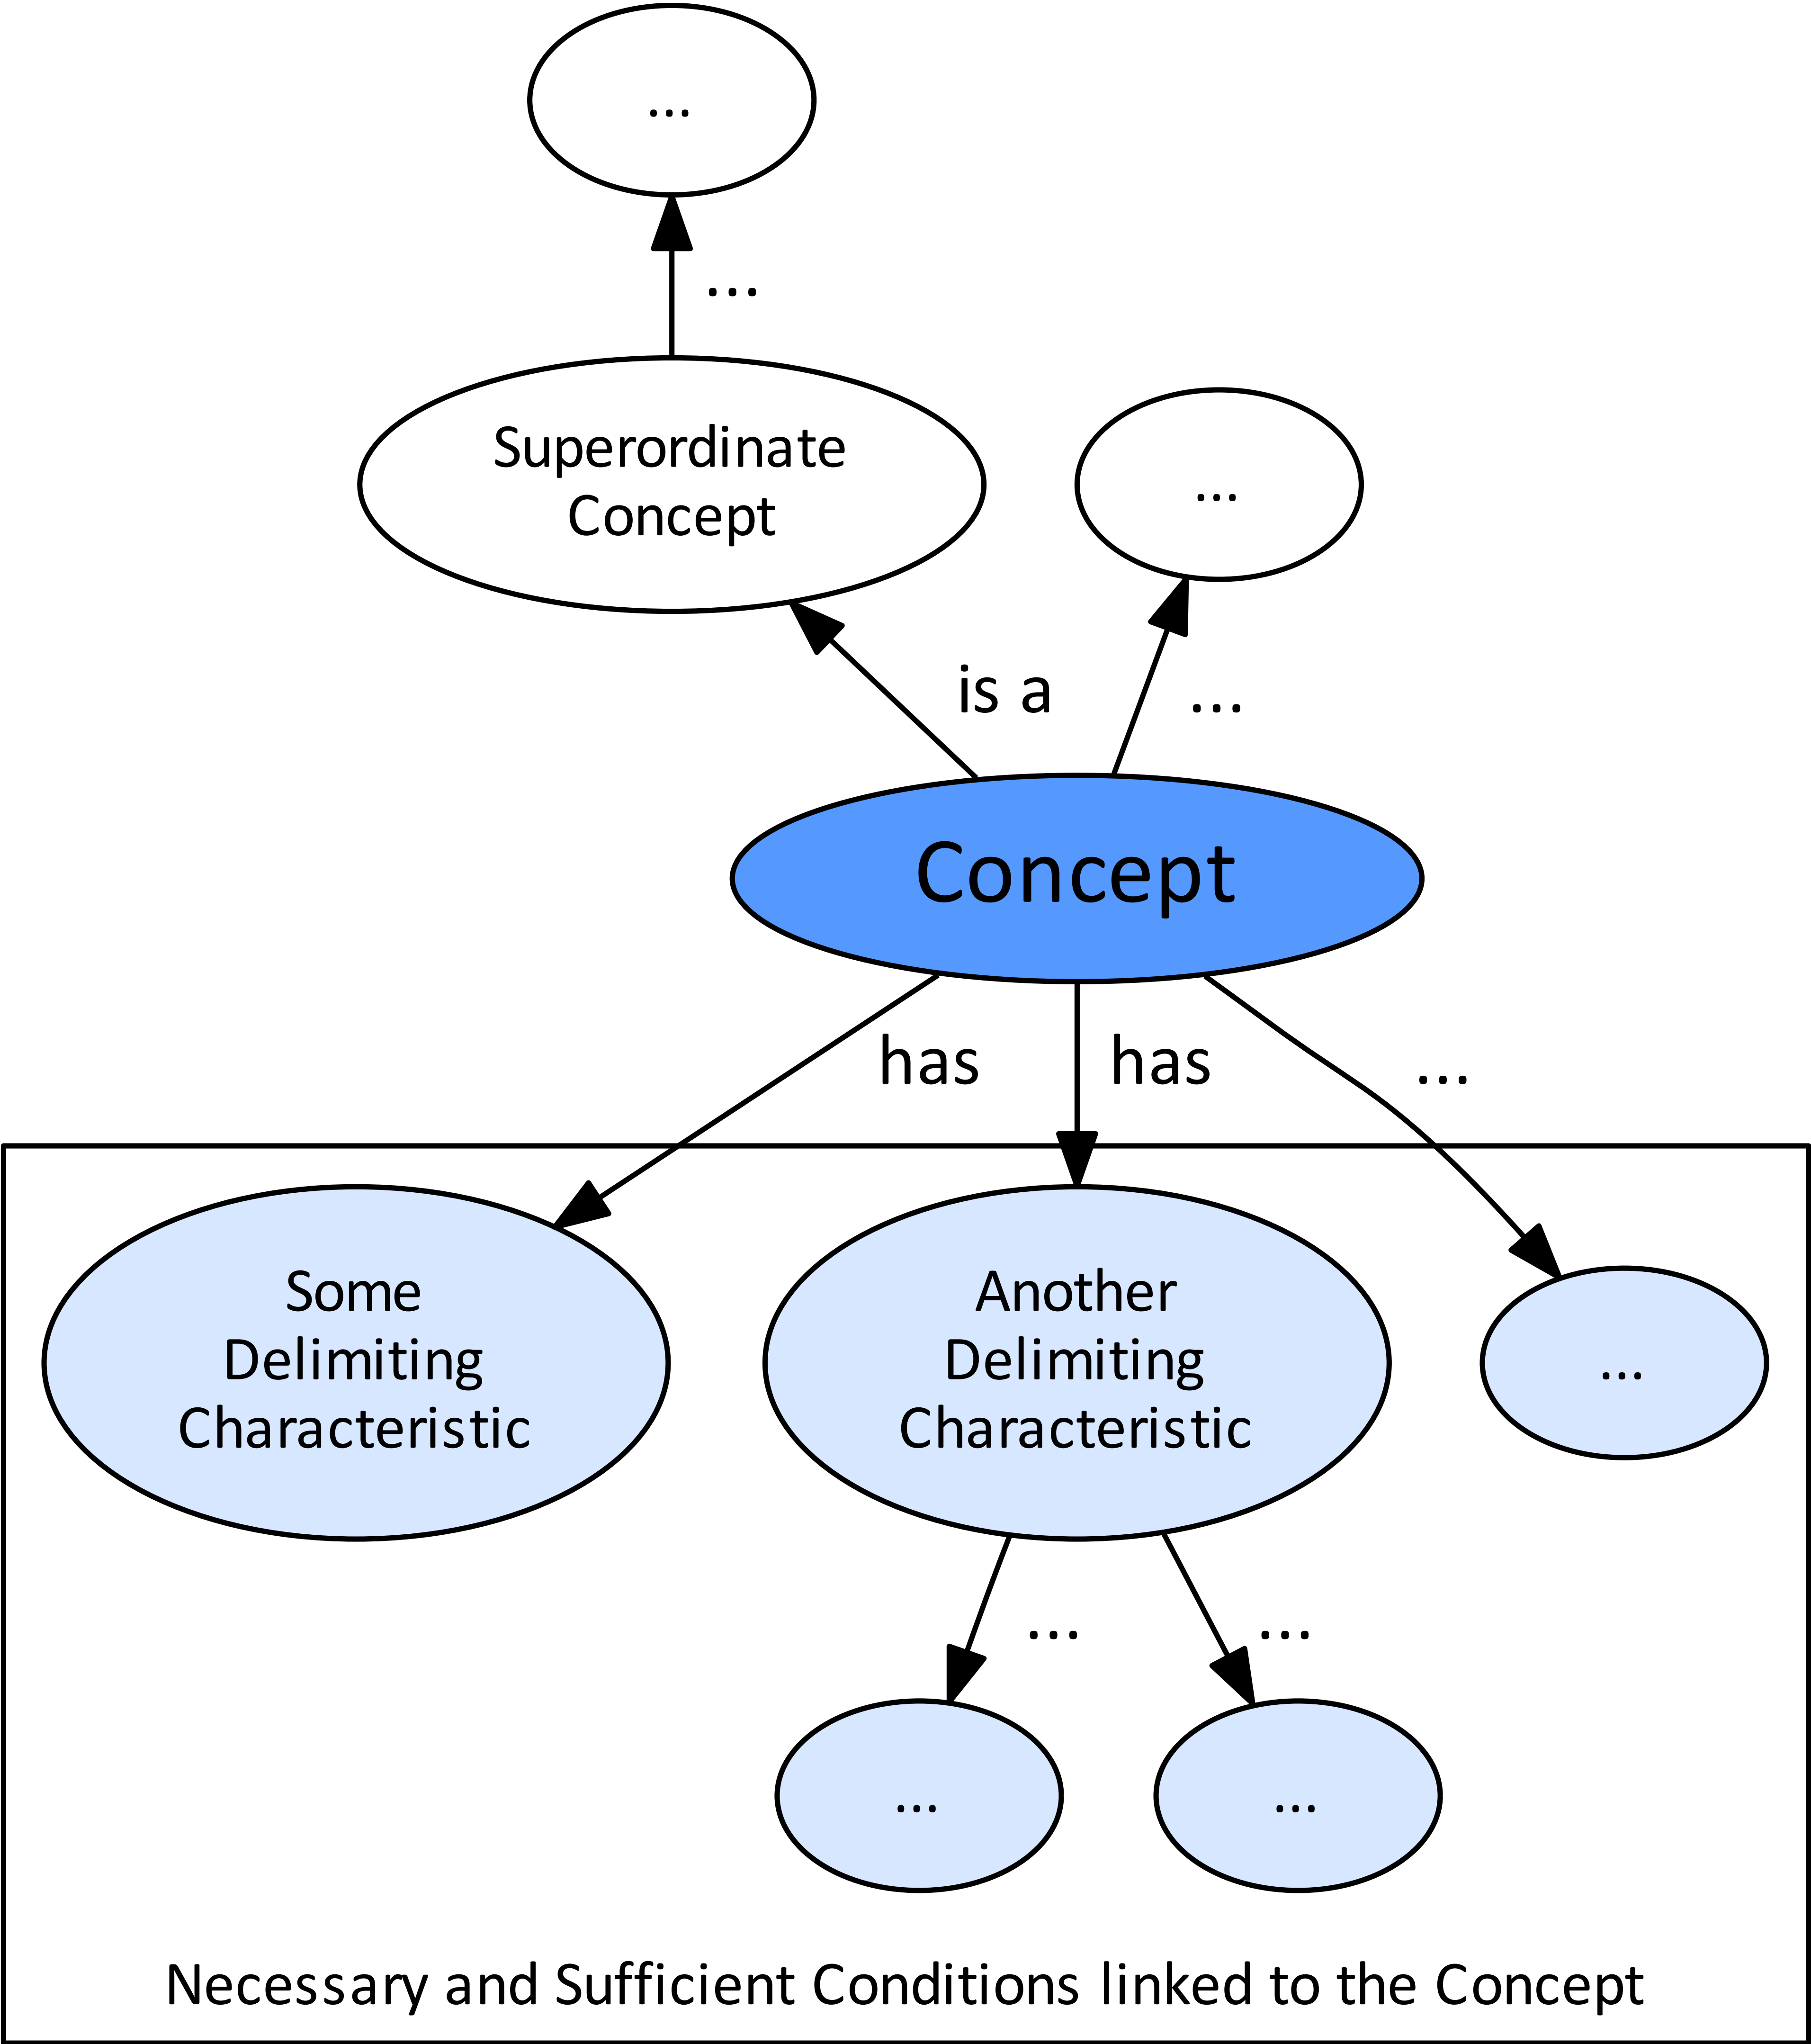 ...
...
Superordinate
Concept
...
is a
...
Concept
has
has
...
Some
Delimiting
Characteristic
Another
Delimiting
Characteristic
...
...
...
...
...
Necessary and Sufficient Conditions linked to the Concept